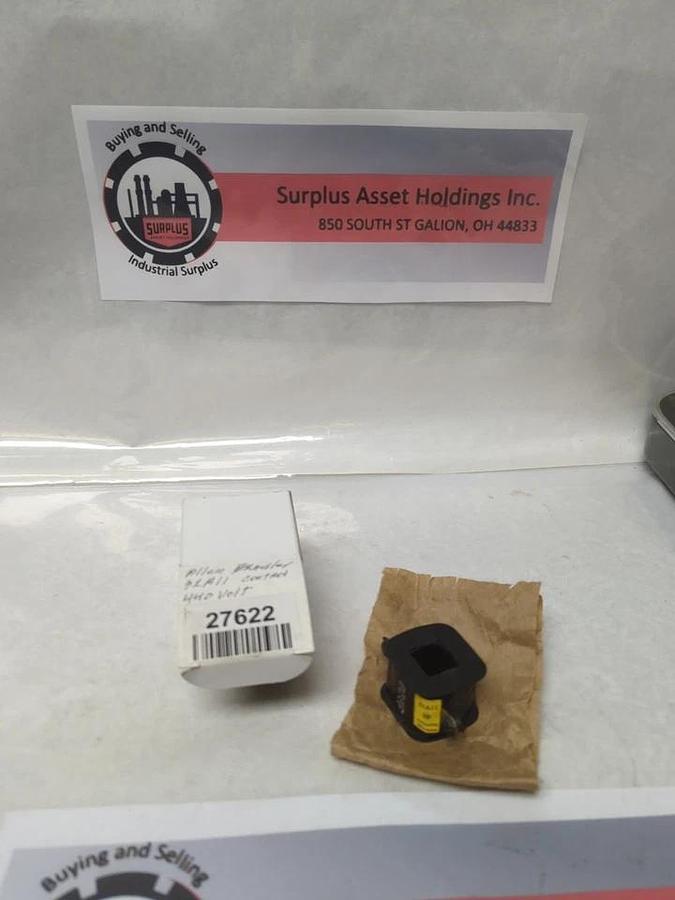 Buying and Selling
SURPLUS
Industrial Surplus
Surplus Asset Holdings Inc.
850 SOUTH ST GALION, OH 44833
Allen Bradley
Contact
440 Volt
27622
Buying and Selling